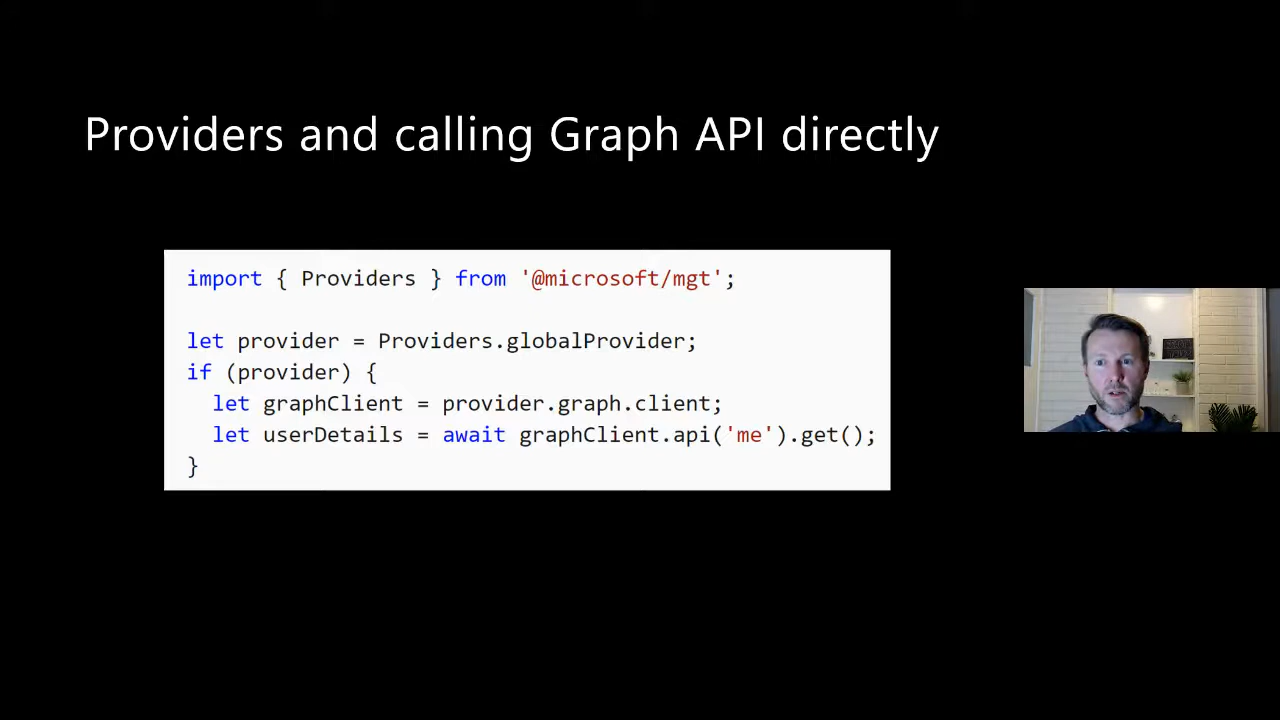 Providers and calling Graph API directly
import { Providers } from '@microsoft/mgt';
let provider = Providers.globalProvider;
if (provider) {
let graphClient = provider.graph.client;
let userDetails = await graphClient.api('me').get();
}